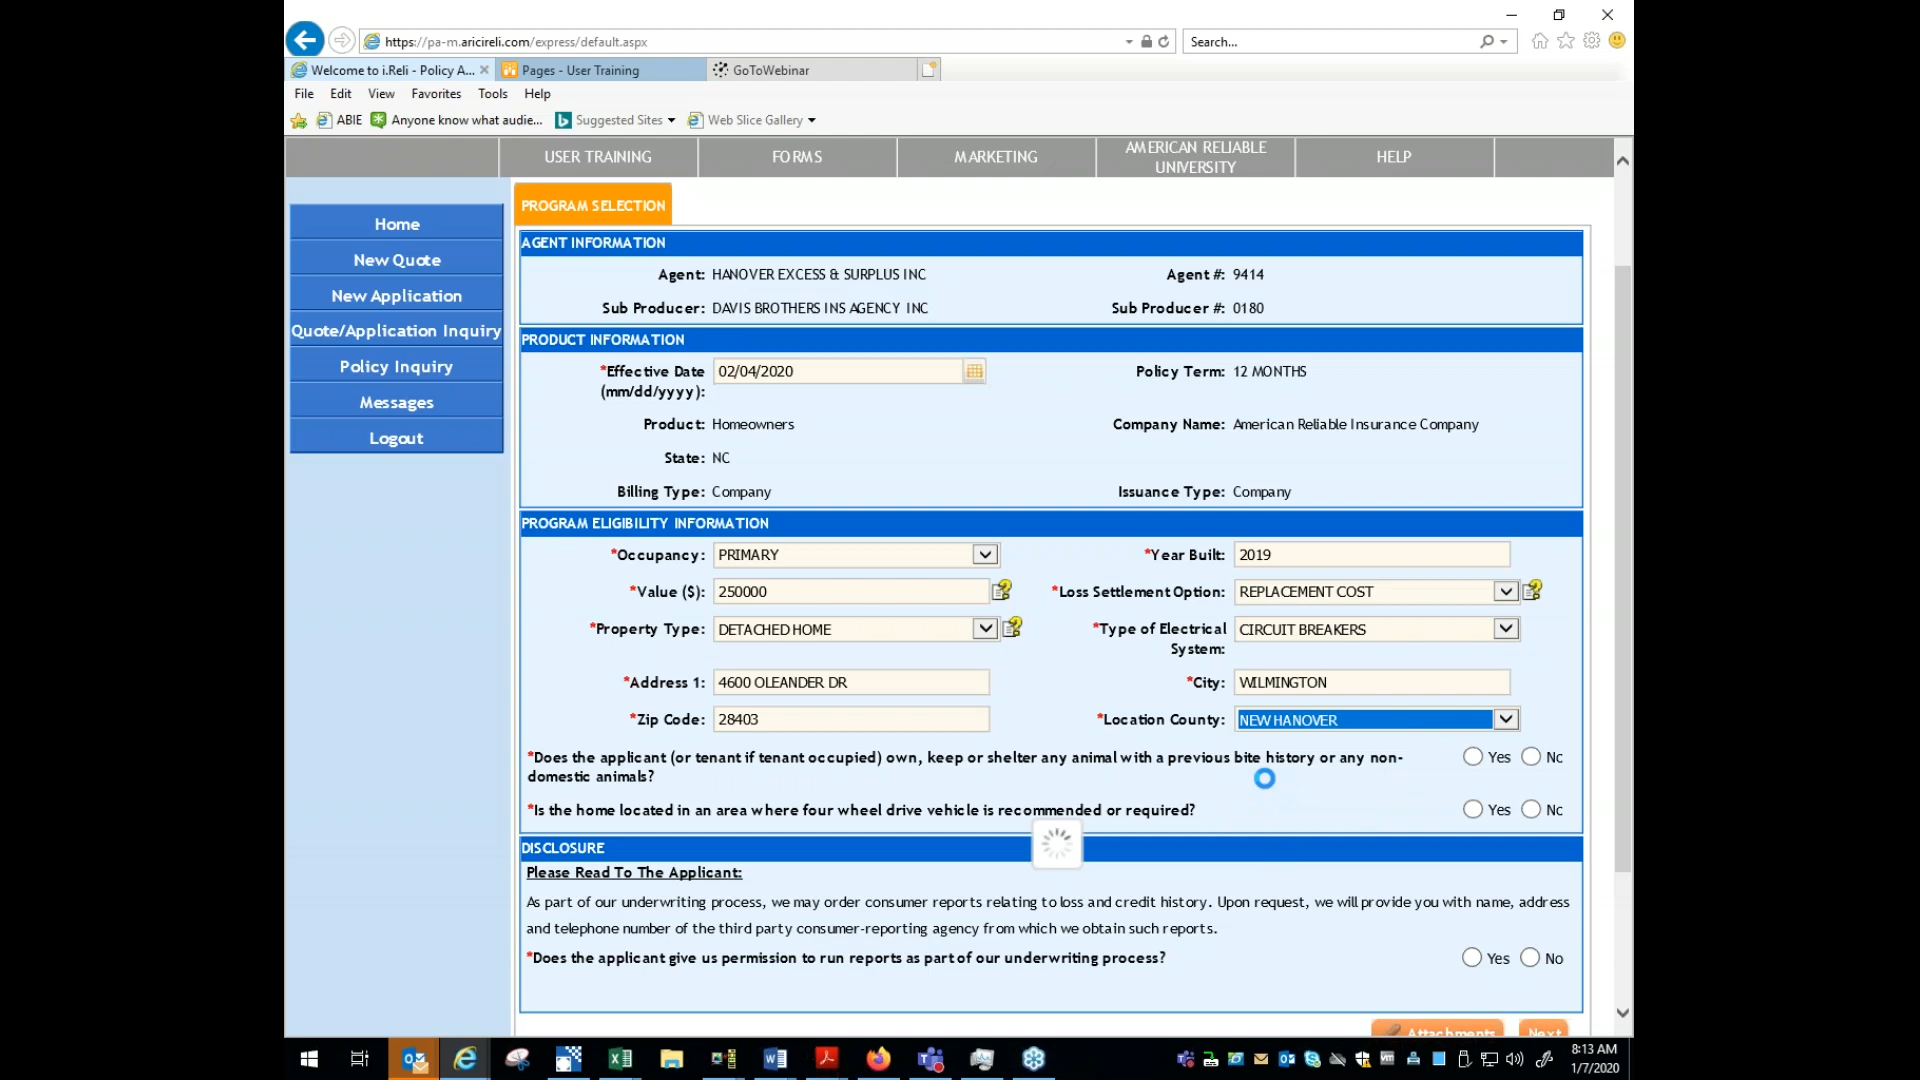 https://pa-m.aricireli.com/express/default.aspx
Search...
Welcome to i.Reli - Policy A...
Pages - User Training
GoToWebinar
File Edit View Favorites Tools Help
ABIE
Anyone know what audie...
Suggested Sites
Web Slice Gallery
USER TRAINING
FORMS
MARKETING
AMERICAN RELIABLE
UNIVERSITY
HELP
Home
New Quote
New Application
Quote/Application Inquiry
Policy Inquiry
Messages
Logout
PROGRAM SELECTION
AGENT INFORMATION
Agent: HANOVER EXCESS & SURPLUS INC
Agent #: 9414
Sub Producer: DAVIS BROTHERS INS AGENCY INC
Sub Producer #: 0180
PRODUCT INFORMATION
*Effective Date
(mm/dd/yyyy):
02/04/2020
Policy Term: 12 MONTHS
Product: Homeowners
Company Name: American Reliable Insurance Company
State: NC
Billing Type: Company
Issuance Type: Company
PROGRAM ELIGIBILITY INFORMATION
*Occupancy: PRIMARY
*Year Built: 2019
*Value ($): 250000
*Loss Settlement Option: REPLACEMENT COST
*Property Type: DETACHED HOME
*Type of Electrical
System:
CIRCUIT BREAKERS
*Address 1: 4600 OLEANDER DR
*City: WILMINGTON
*Zip Code: 28403
*Location County: NEW HANOVER
*Does the applicant (or tenant if tenant occupied) own, keep or shelter any animal with a previous bite history or any non-
domestic animals?
Yes Nc
*Is the home located in an area where four wheel drive vehicle is recommended or required?
Yes Nc
DISCLOSURE
Please Read To The Applicant:
As part of our underwriting process, we may order consumer reports relating to loss and credit history. Upon request, we will provide you with name, address
and telephone number of the third party consumer-reporting agency from which we obtain such reports.
*Does the applicant give us permission to run reports as part of our underwriting process?
Yes No
Attachments
Next
8:13 AM
1/7/2020